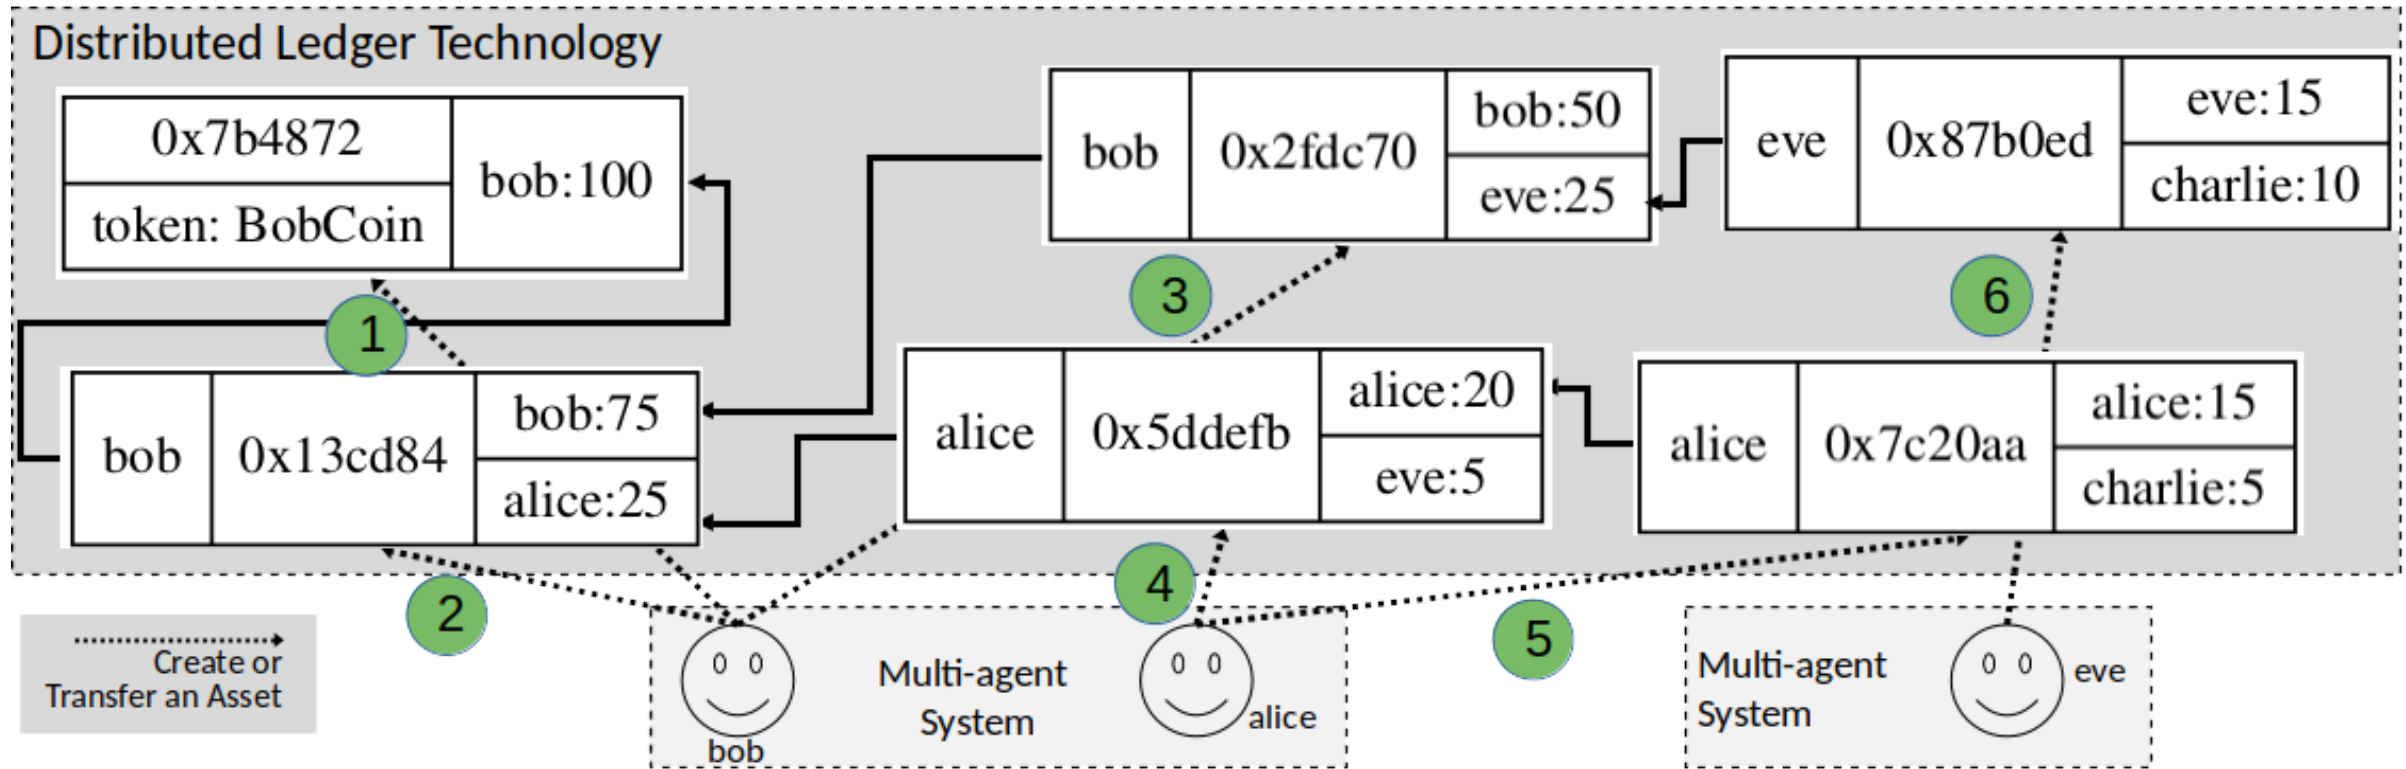 Distributed Ledger Technology
0x7b4872
token: BobCoin
bob:100
bob
0x2fdc70
bob:50
eve:25
eve
0x87b0ed
eve:15
charlie:10
1
3
6
bob
0x13cd84
bob:75
alice:25
alice
0x5ddefb
alice:20
eve:5
alice
0x7c20aa
alice:15
charlie:5
2
4
5
Create or
Transfer an Asset
bob
Multi-agent
System
alice
Multi-agent
System
eve